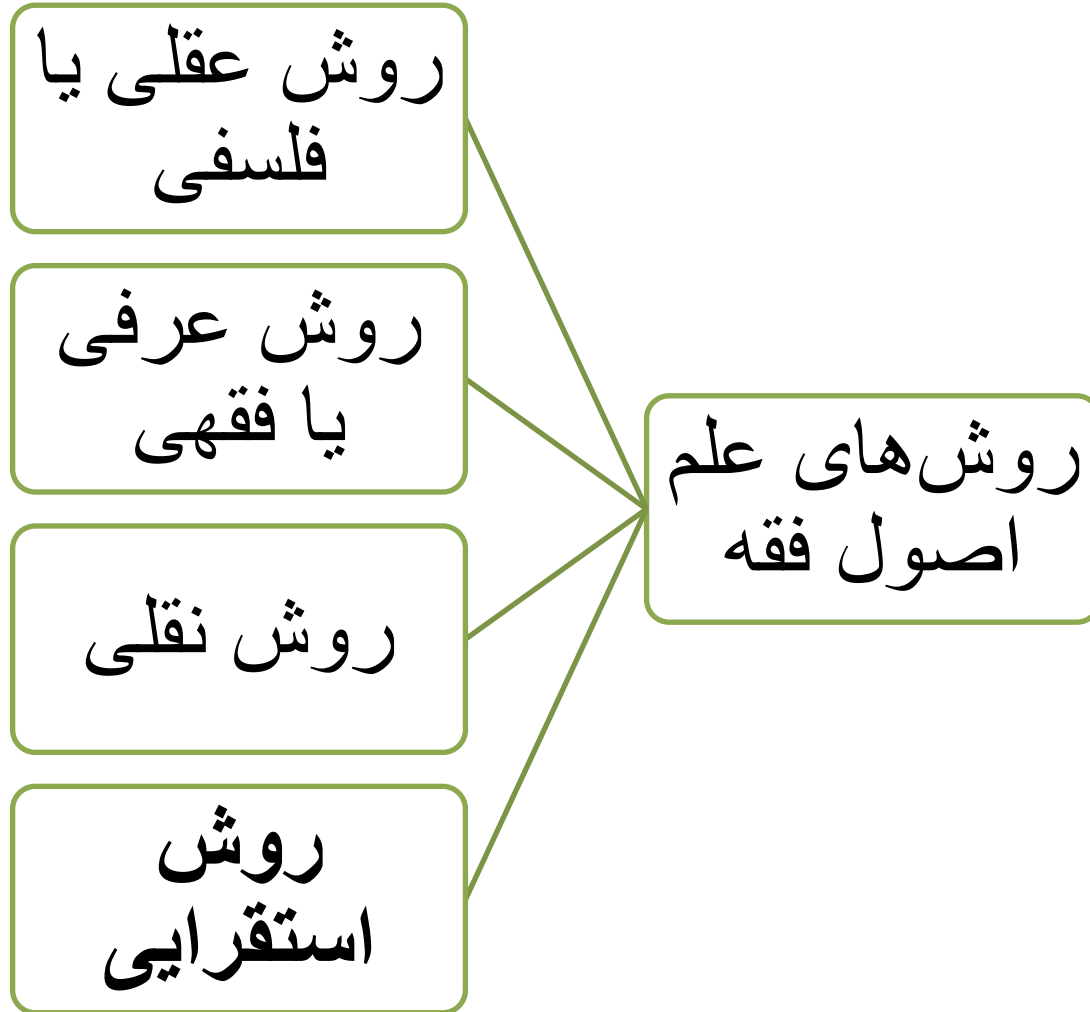 روش‌های علم
اصول فقه
روش عقلی یا
فلسفی
روش عرفی
یا فقهی
روش نقلی
روش
استقرایی